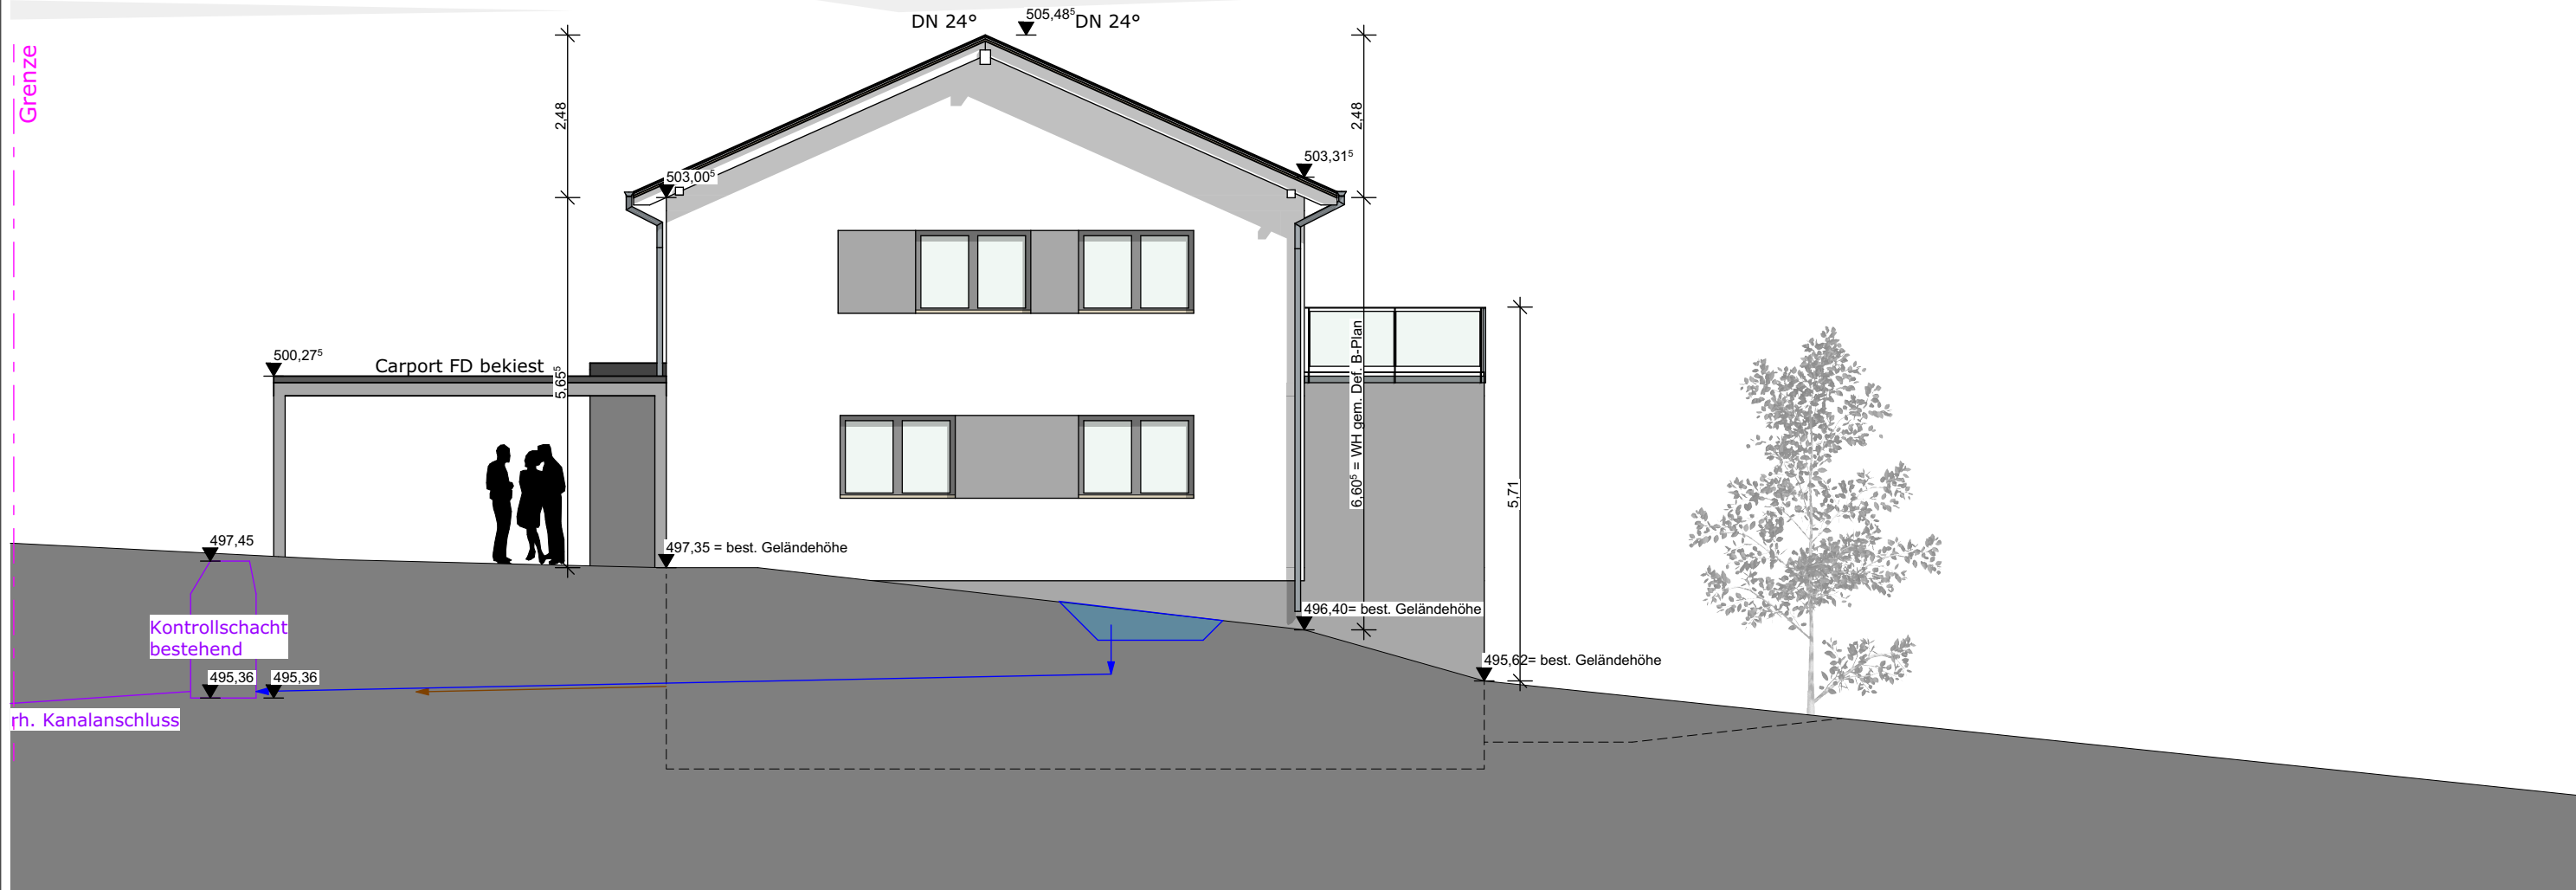 Grenze
DN 24°
505,48⁵
DN 24°
2,48
2,48
503,00⁵
503,31⁵
500,27⁵
Carport FD bekiest
5,65⁵
6,60⁵ = WH gem. Def. B-Plan
5,71
497,45
497,35 = best. Geländehöhe
496,40= best. Geländehöhe
495,62= best. Geländehöhe
Kontrollschacht
bestehend
495,36
495,36
rh. Kanalanschluss